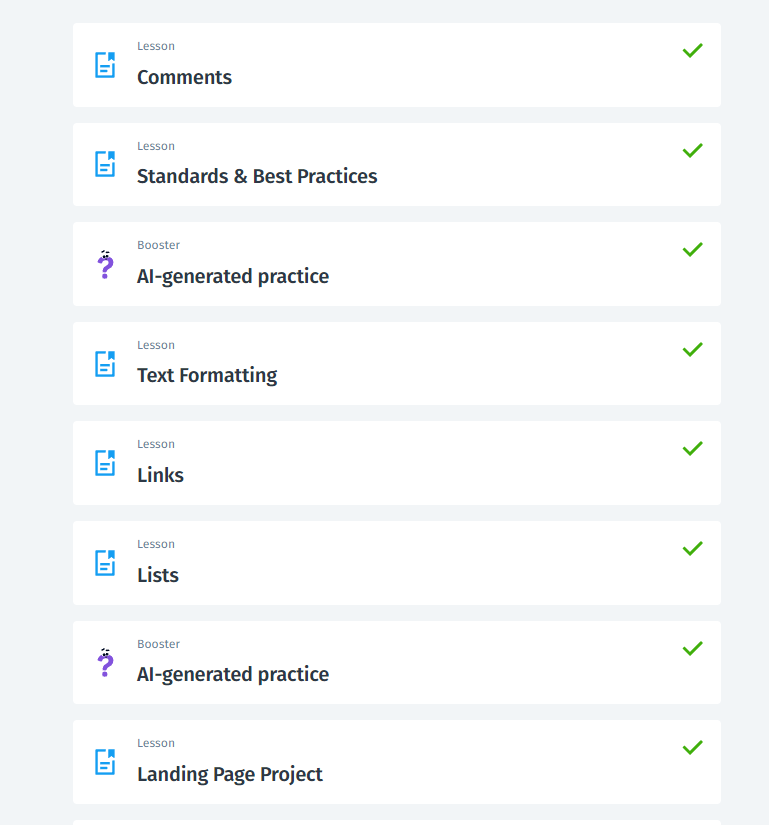 Lesson
Comments
Lesson
Standards & Best Practices
Booster
AI-generated practice
Lesson
Text Formatting
Lesson
Links
Lesson
Lists
Booster
AI-generated practice
Lesson
Landing Page Project